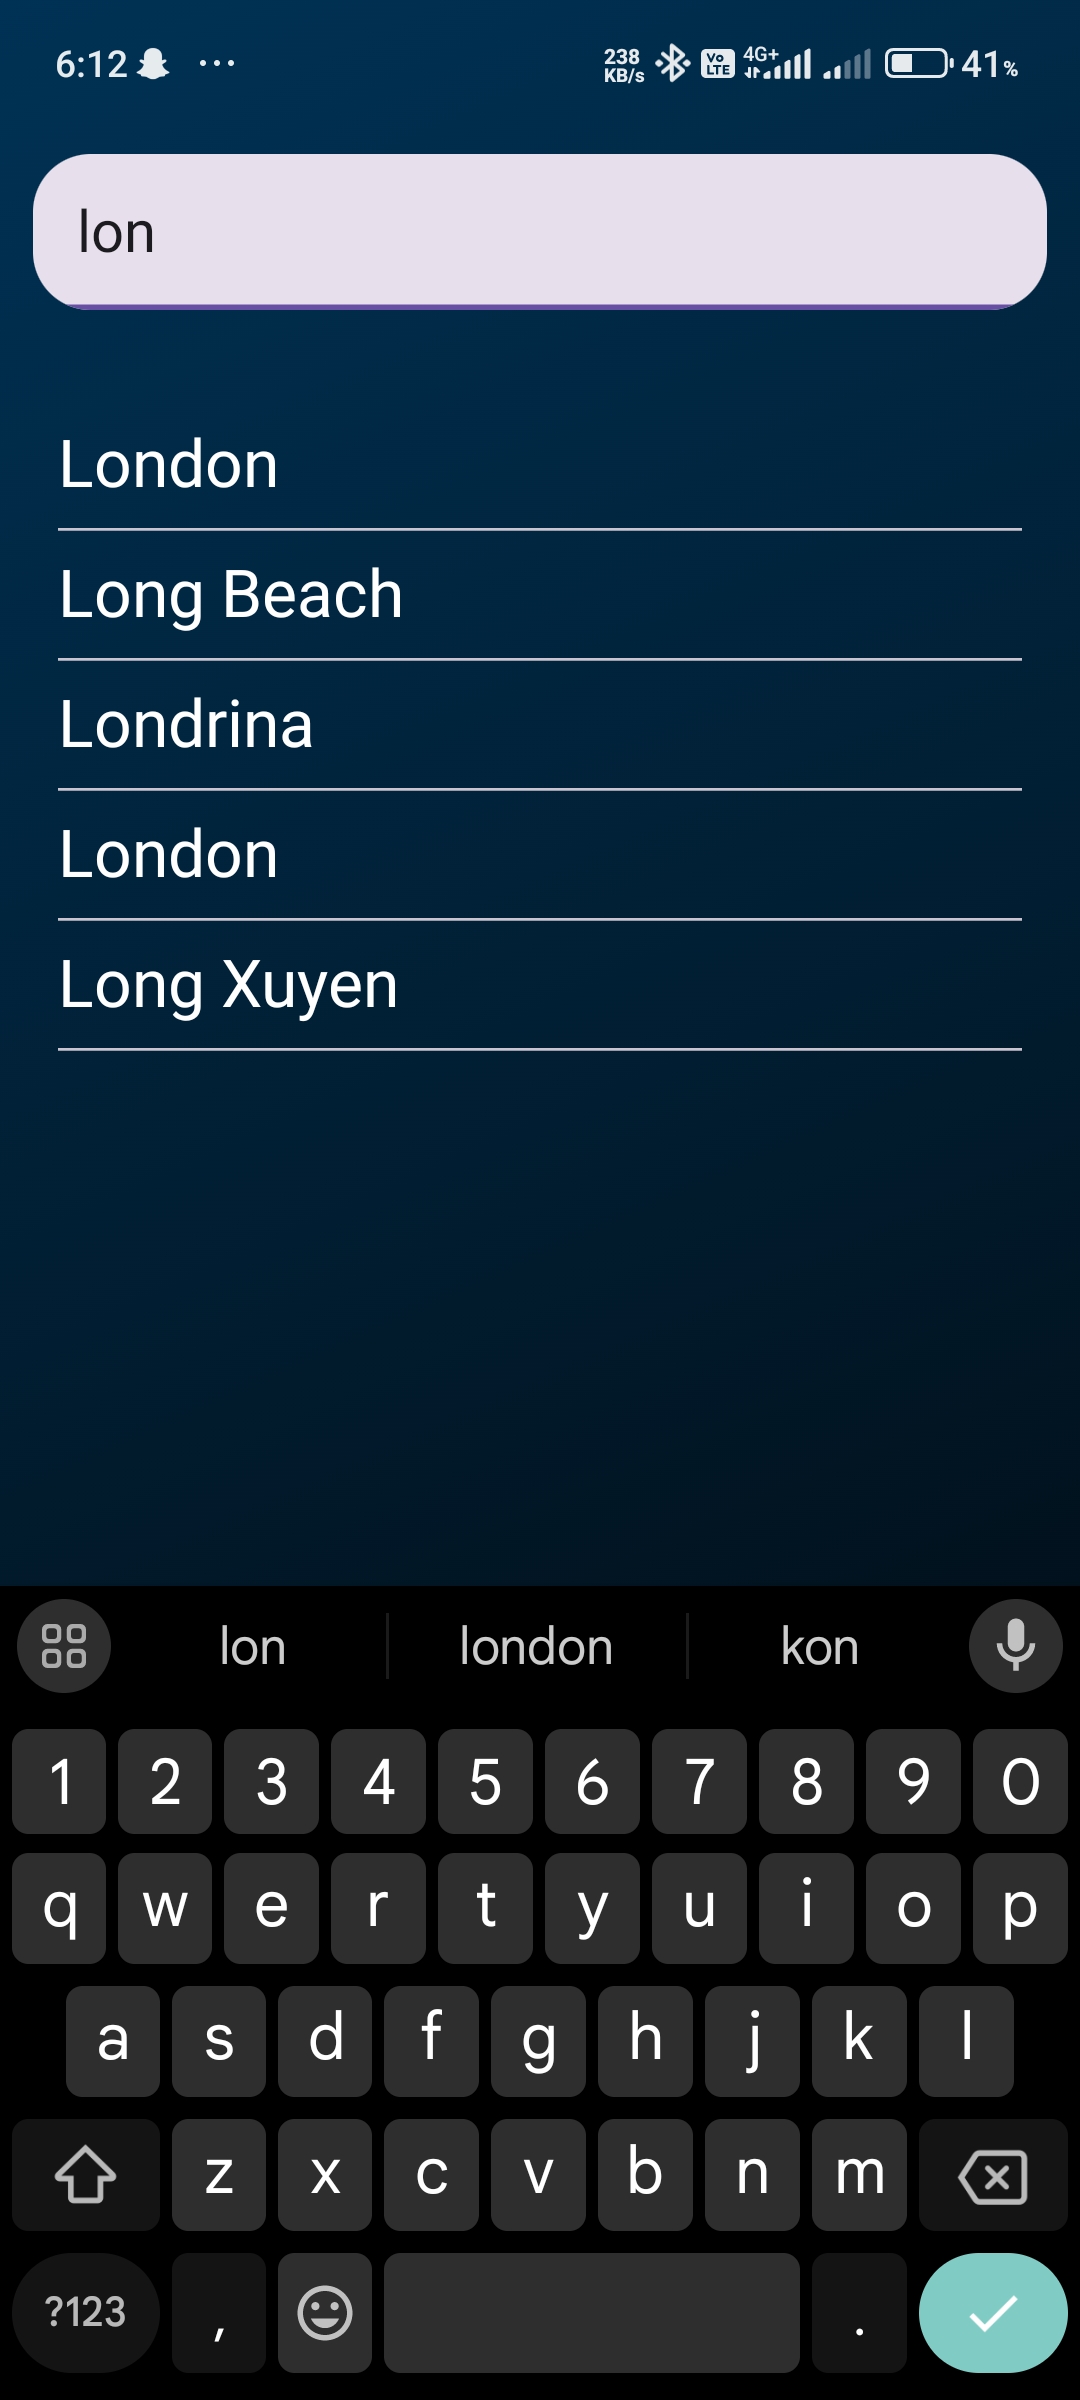 6:12 ... 238 KB/s Vo LTE 4G+ 41%
lon
London
Long Beach
Londrina
London
Long Xuyen
lon london kon
1 2 3 4 5 6 7 8 9 0
q w e r t y u i o p
a s d f g h j k l
z x c v b n m
?123 , .